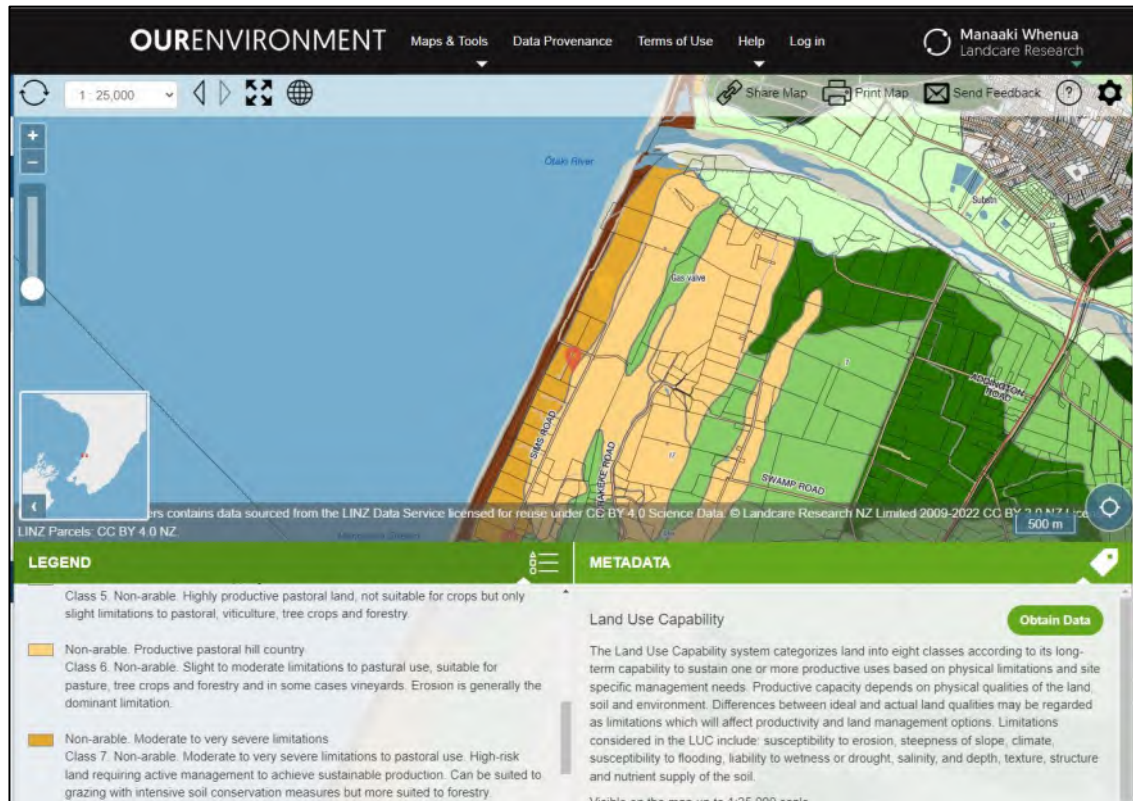 OURENVIRONMENT
Maps & Tools
Data Provenance
Terms of Use
Help
Log in
Manaaki Whenua
Landcare Research
1 : 25,000
Share Map
Print Map
Send Feedback
?
+
−
Ōtaki River
Substn
Gas valve
ADDINGTON
ROAD
SIMS ROAD
ROAD
SWAMP ROAD
ers contains data sourced from the LINZ Data Service licensed for reuse under CC BY 4.0 Science Data: © Landcare Research NZ Limited 2009-2022 CC BY 3.0 NZ
LINZ Parcels: CC BY 4.0 NZ
500 m
LEGEND
Class 5. Non-arable. Highly productive pastoral land, not suitable for crops but only
slight limitations to pastoral, viticulture, tree crops and forestry.
Non-arable. Productive pastoral hill country
Class 6. Non-arable. Slight to moderate limitations to pastural use, suitable for
pasture, tree crops and forestry and in some cases vineyards. Erosion is generally the
dominant limitation.
Non-arable. Moderate to very severe limitations
Class 7. Non-arable. Moderate to very severe limitations to pastoral use. High-risk
land requiring active management to achieve sustainable production. Can be suited to
grazing with intensive soil conservation measures but more suited to forestry
METADATA
Land Use Capability
Obtain Data
The Land Use Capability system categorizes land into eight classes according to its long-
term capability to sustain one or more productive uses based on physical limitations and site
specific management needs. Productive capacity depends on physical qualities of the land,
soil and environment. Differences between ideal and actual land qualities may be regarded
as limitations which will affect productivity and land management options. Limitations
considered in the LUC include: susceptibility to erosion, steepness of slope, climate,
susceptibility to flooding, liability to wetness or drought, salinity, and depth, texture, structure
and nutrient supply of the soil.
Visible on the map up to 1:25,000 scale